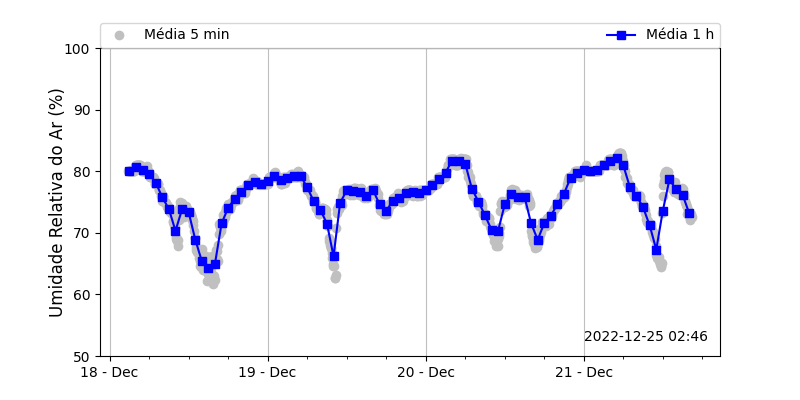 Média 5 min Média 1 h
Umidade Relativa do Ar (%)
100
90
80
70
60
50
2022-12-25 02:46
18 - Dec 19 - Dec 20 - Dec 21 - Dec